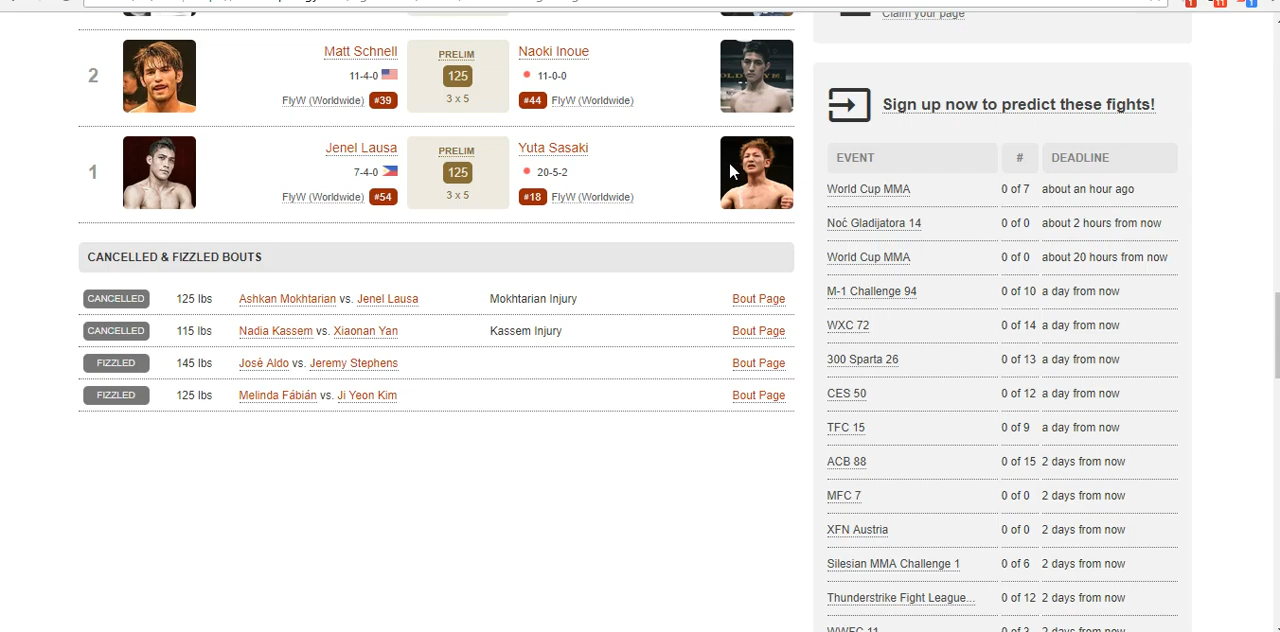 Claim your page
2
Matt Schnell
11-4-0
FlyW (Worldwide) #39
PRELIM
125
3 x 5
Naoki Inoue
11-0-0
#44 FlyW (Worldwide)
1
Jenel Lausa
7-4-0
FlyW (Worldwide) #54
PRELIM
125
3 x 5
Yuta Sasaki
20-5-2
#18 FlyW (Worldwide)
CANCELLED & FIZZLED BOUTS
CANCELLED 125 lbs Ashkan Mokhtarian vs. Jenel Lausa Mokhtarian Injury Bout Page
CANCELLED 115 lbs Nadia Kassem vs. Xiaonan Yan Kassem Injury Bout Page
FIZZLED 145 lbs José Aldo vs. Jeremy Stephens Bout Page
FIZZLED 125 lbs Melinda Fábián vs. Ji Yeon Kim Bout Page
Sign up now to predict these fights!
EVENT # DEADLINE
World Cup MMA 0 of 7 about an hour ago
Noć Gladijatora 14 0 of 0 about 2 hours from now
World Cup MMA 0 of 0 about 20 hours from now
M-1 Challenge 94 0 of 10 a day from now
WXC 72 0 of 14 a day from now
300 Sparta 26 0 of 13 a day from now
CES 50 0 of 12 a day from now
TFC 15 0 of 9 a day from now
ACB 88 0 of 15 2 days from now
MFC 7 0 of 0 2 days from now
XFN Austria 0 of 0 2 days from now
Silesian MMA Challenge 1 0 of 6 2 days from now
Thunderstrike Fight League... 0 of 12 2 days from now
WWFC 11 0 of 3 2 days from now